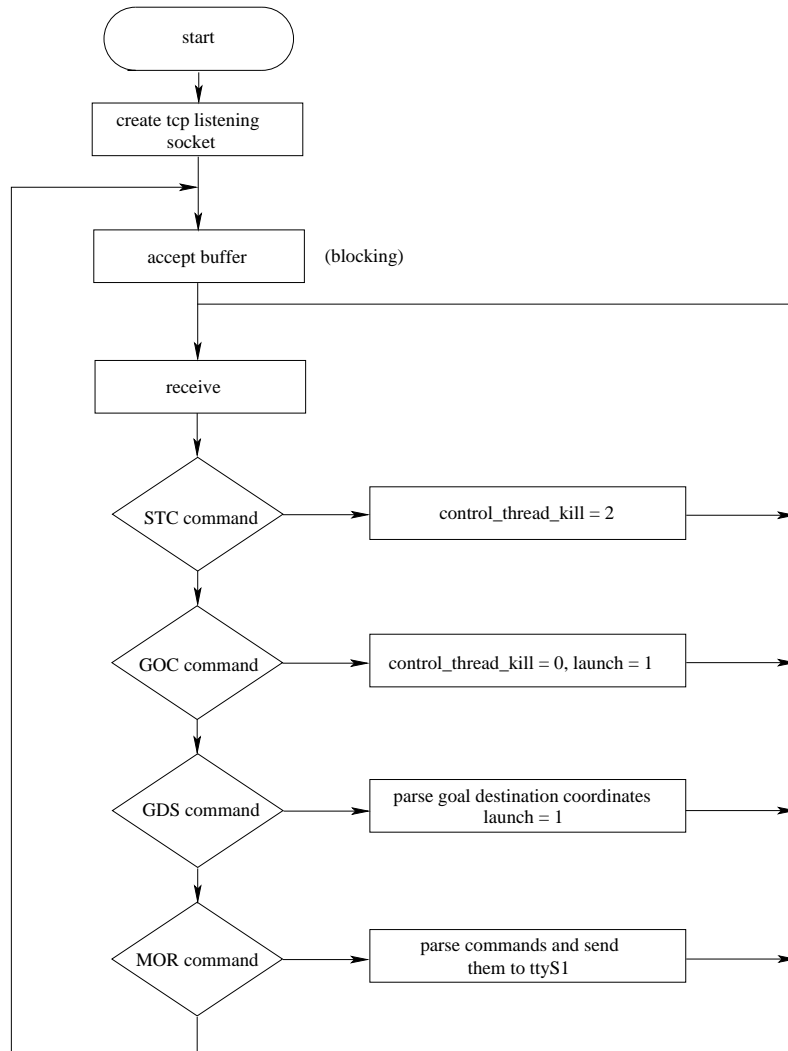 start
create tcp listening
socket
accept buffer
(blocking)
receive
STC command
control_thread_kill = 2
GOC command
control_thread_kill = 0, launch = 1
GDS command
parse goal destination coordinates
launch = 1
MOR command
parse commands and send
them to ttyS1